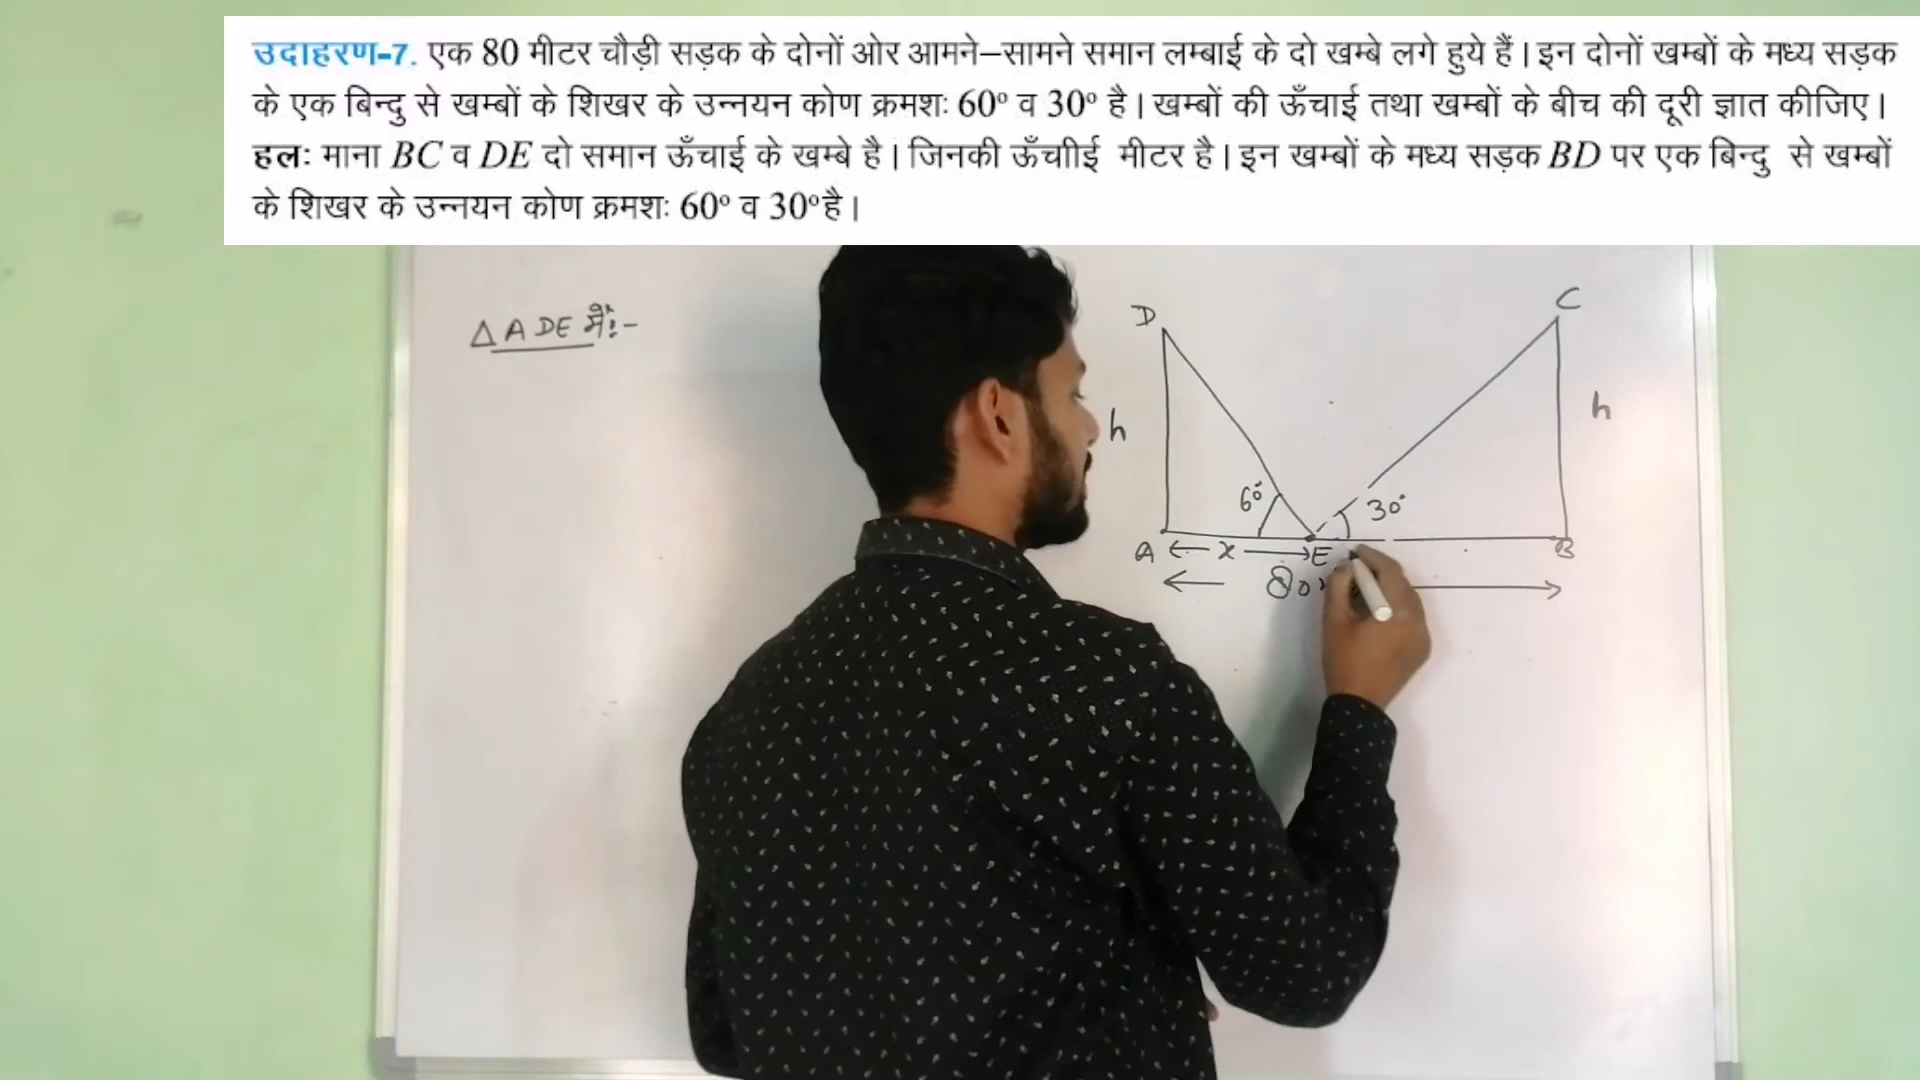 उदाहरण-7. एक 80 मीटर चौड़ी सड़क के दोनों ओर आमने–सामने समान लम्बाई के दो खम्बे लगे हुये हैं। इन दोनों खम्बों के मध्य सड़क
के एक बिन्दु से खम्बों के शिखर के उन्नयन कोण क्रमशः 60° व 30° है। खम्बों की ऊँचाई तथा खम्बों के बीच की दूरी ज्ञात कीजिए।
हलः माना BC व DE दो समान ऊँचाई के खम्बे है। जिनकी ऊँचाीई मीटर है। इन खम्बों के मध्य सड़क BD पर एक बिन्दु से खम्बों
के शिखर के उन्नयन कोण क्रमशः 60° व 30° है।
△ADE में:-
D
C
h
h
60°
30°
A
x
E
B
80